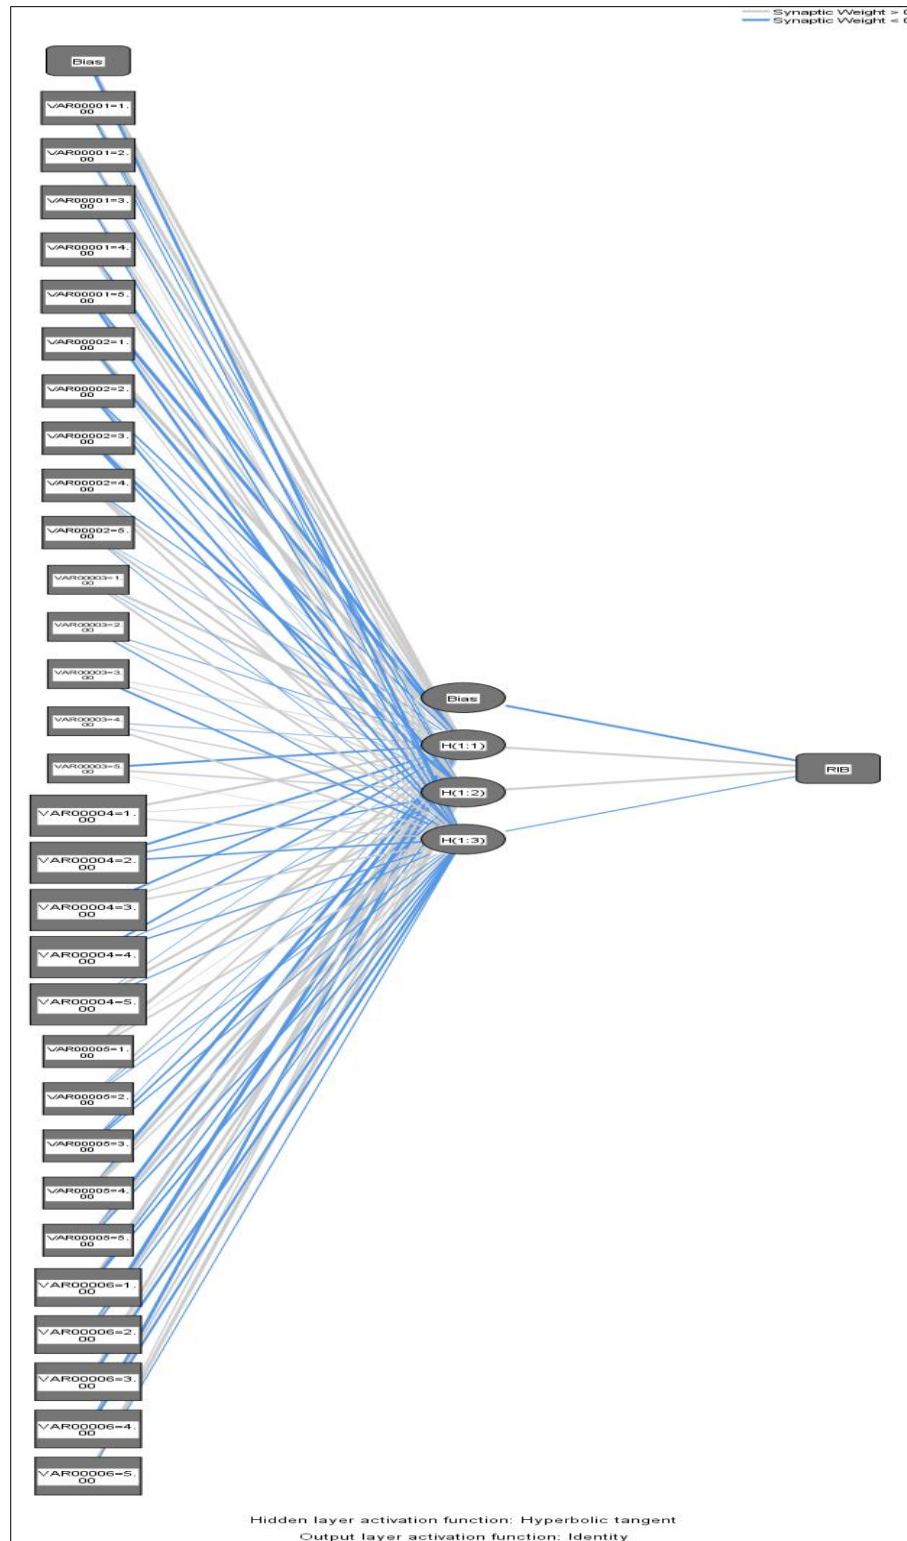 Synaptic Weight > 0
Synaptic Weight < 0
Bias
VAR00001=1.
00
VAR00001=2.
00
VAR00001=3.
00
VAR00001=4.
00
VAR00001=5.
00
VAR00002=1.
00
VAR00002=2.
00
VAR00002=3.
00
VAR00002=4.
00
VAR00002=5.
00
VAR00003=1.
00
VAR00003=2.
00
VAR00003=3.
00
VAR00003=4.
00
VAR00003=5.
00
VAR00004=1.
00
VAR00004=2.
00
VAR00004=3.
00
VAR00004=4.
00
VAR00004=5.
00
VAR00005=1.
00
VAR00005=2.
00
VAR00005=3.
00
VAR00005=4.
00
VAR00005=5.
00
VAR00006=1.
00
VAR00006=2.
00
VAR00006=3.
00
VAR00006=4.
00
VAR00006=5.
00
Bias
H(1:1)
H(1:2)
H(1:3)
RIB
Hidden layer activation function: Hyperbolic tangent
Output layer activation function: Identity